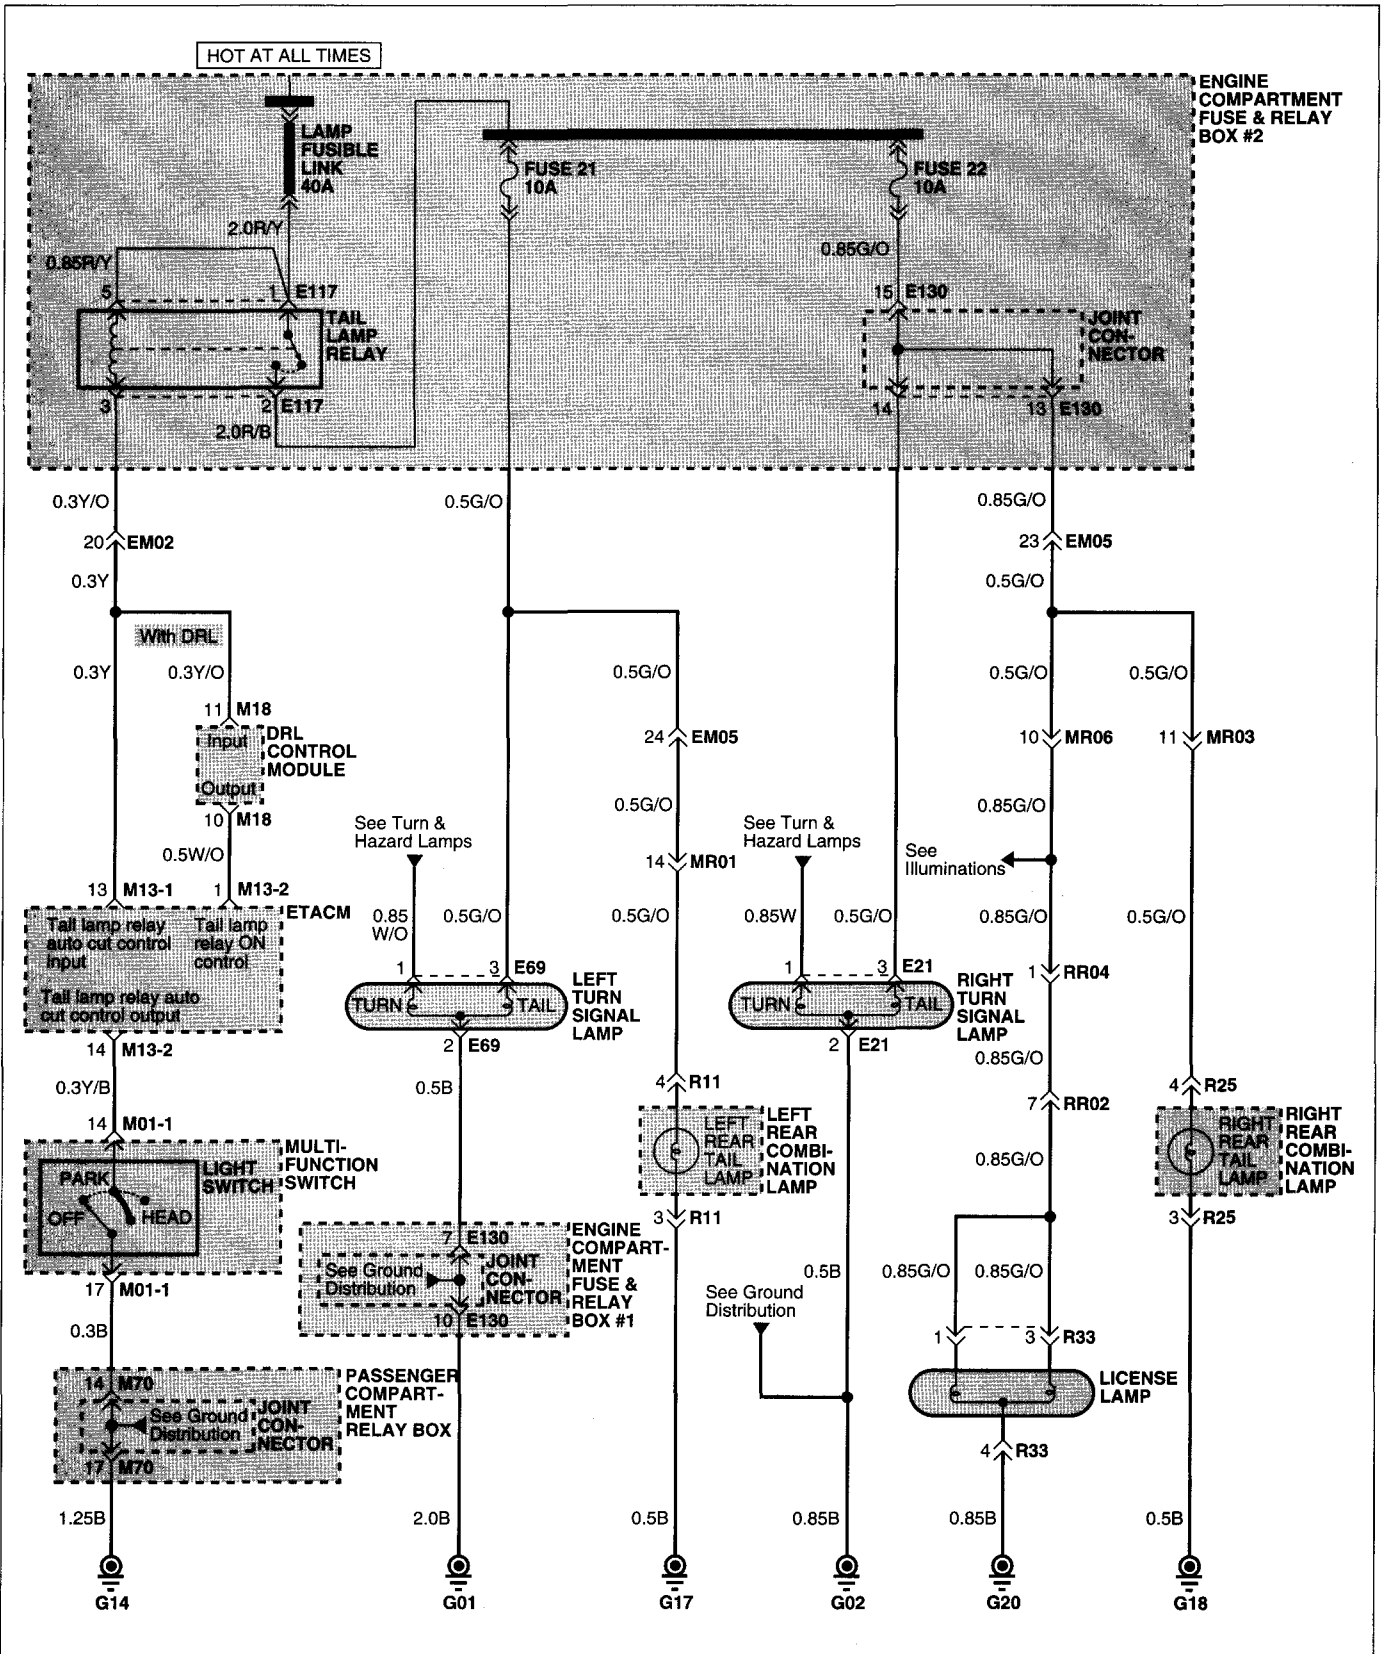 HOT AT ALL TIMES
ENGINE
COMPARTMENT
FUSE & RELAY
BOX #2
LAMP
FUSIBLE
LINK
40A
FUSE 21
10A
FUSE 22
10A
2.0R/Y
0.85R/Y
0.85G/O
5
1 E117
15 E130
TAIL
LAMP
RELAY
JOINT
CON-
NECTOR
3
2 E117
14
13 E130
2.0R/B
0.3Y/O
0.5G/O
0.85G/O
20 EM02
23 EM05
0.3Y
0.5G/O
With DRL
0.3Y
0.3Y/O
0.5G/O
0.5G/O
0.5G/O
11 M18
24 EM05
10 MR06
11 MR03
Input
Output
DRL
CONTROL
MODULE
10 M18
0.5G/O
0.85G/O
0.5W/O
See Turn &
Hazard Lamps
See Turn &
Hazard Lamps
14 MR01
See
Illuminations
13 M13-1
1 M13-2
ETACM
Tail lamp relay
auto cut control
input
Tail lamp
relay ON
control
Tail lamp relay auto
cut control output
0.85
W/O
0.5G/O
0.5G/O
0.85W
0.5G/O
0.85G/O
0.5G/O
1
3 E69
1
3 E21
1 RR04
TURN
TAIL
LEFT
TURN
SIGNAL
LAMP
TURN
TAIL
RIGHT
TURN
SIGNAL
LAMP
14 M13-2
2 E69
2 E21
0.3Y/B
0.5B
0.85G/O
4 R11
4 R25
7 RR02
14 M01-1
LEFT
REAR
TAIL
LAMP
LEFT
REAR
COMBI-
NATION
LAMP
RIGHT
REAR
TAIL
LAMP
RIGHT
REAR
COMBI-
NATION
LAMP
MULTI-
FUNCTION
SWITCH
LIGHT
SWITCH
PARK
OFF
HEAD
0.85G/O
3 R11
3 R25
17 M01-1
7 E130
See Ground
Distribution
JOINT
CON-
NECTOR
10 E130
ENGINE
COMPART-
MENT
FUSE &
RELAY
BOX #1
0.5B
0.85G/O
0.85G/O
See Ground
Distribution
0.3B
1
3 R33
14 M70
See Ground
Distribution
JOINT
CON-
NECTOR
17 M70
PASSENGER
COMPART-
MENT
RELAY BOX
LICENSE
LAMP
4 R33
1.25B
2.0B
0.5B
0.85B
0.85B
0.5B
G14
G01
G17
G02
G20
G18